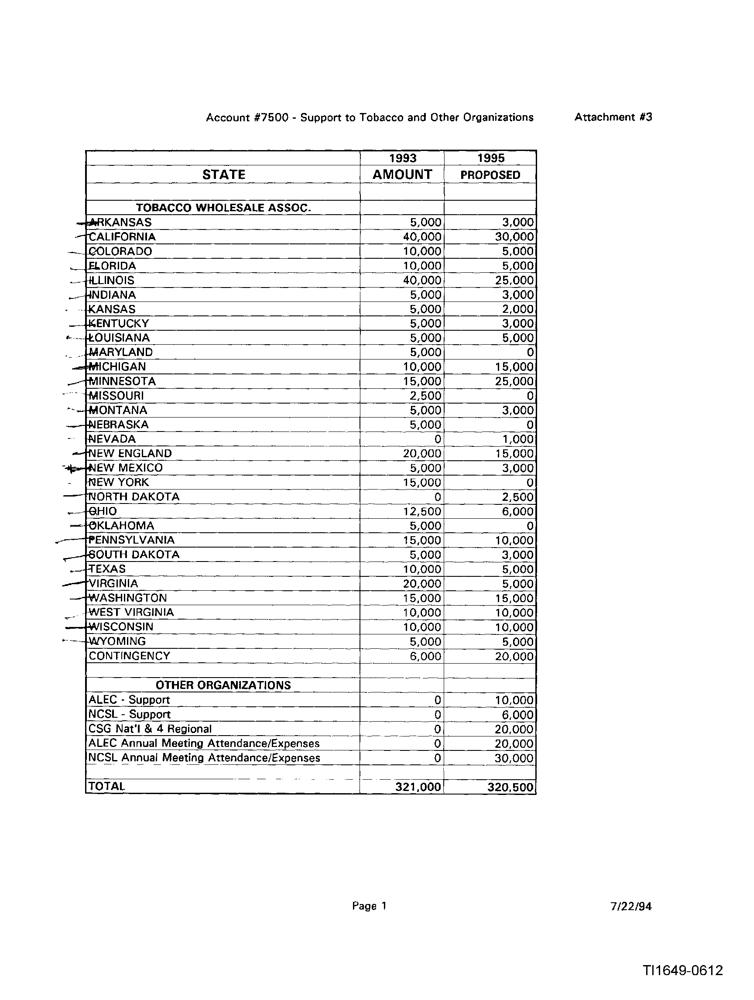 Account #7500 - Support to Tobacco and Other Organizations Attachment #3
1993 1995
STATE AMOUNT PROPOSED
TOBACCO WHOLESALE ASSOC.
ARKANSAS 5,000 3,000
CALIFORNIA 40,000 30,000
COLORADO 10,000 5,000
FLORIDA 10,000 5,000
ILLINOIS 40,000 25,000
INDIANA 5,000 3,000
KANSAS 5,000 2,000
KENTUCKY 5,000 3,000
LOUISIANA 5,000 5,000
MARYLAND 5,000 0
MICHIGAN 10,000 15,000
MINNESOTA 15,000 25,000
MISSOURI 2,500 0
MONTANA 5,000 3,000
NEBRASKA 5,000 0
NEVADA 0 1,000
NEW ENGLAND 20,000 15,000
NEW MEXICO 5,000 3,000
NEW YORK 15,000 0
NORTH DAKOTA 0 2,500
OHIO 12,500 6,000
OKLAHOMA 5,000 0
PENNSYLVANIA 15,000 10,000
SOUTH DAKOTA 5,000 3,000
TEXAS 10,000 5,000
VIRGINIA 20,000 5,000
WASHINGTON 15,000 15,000
WEST VIRGINIA 10,000 10,000
WISCONSIN 10,000 10,000
WYOMING 5,000 5,000
CONTINGENCY 6,000 20,000
OTHER ORGANIZATIONS
ALEC - Support 0 10,000
NCSL - Support 0 6,000
CSG Nat'l & 4 Regional 0 20,000
ALEC Annual Meeting Attendance/Expenses 0 20,000
NCSL Annual Meeting Attendance/Expenses 0 30,000
TOTAL 321,000 320,500
Page 1 7/22/94
TI1649-0612